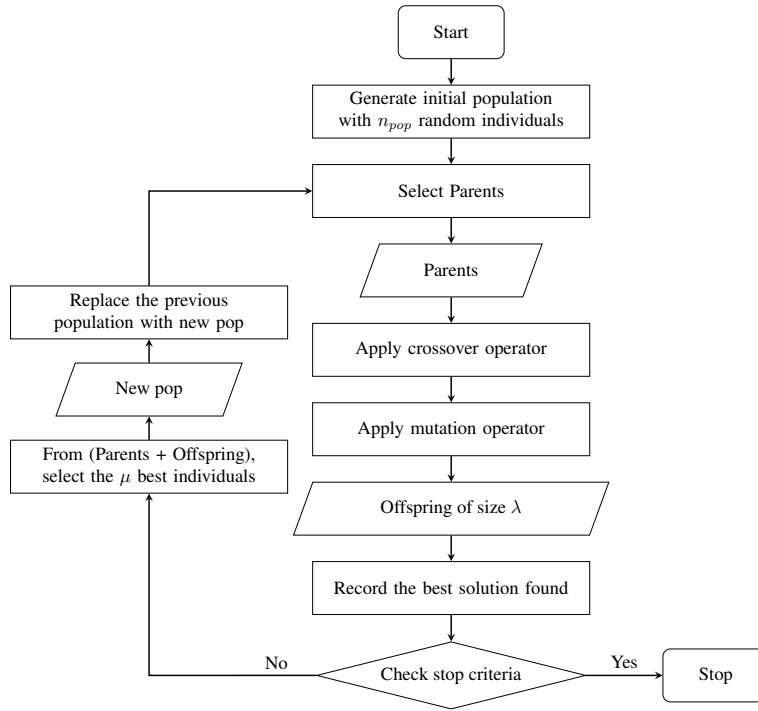 Start
Generate initial population
with n_pop random individuals
Select Parents
Parents
Replace the previous
population with new pop
Apply crossover operator
New pop
Apply mutation operator
From (Parents + Offspring),
select the μ best individuals
Offspring of size λ
Record the best solution found
No
Check stop criteria
Yes
Stop